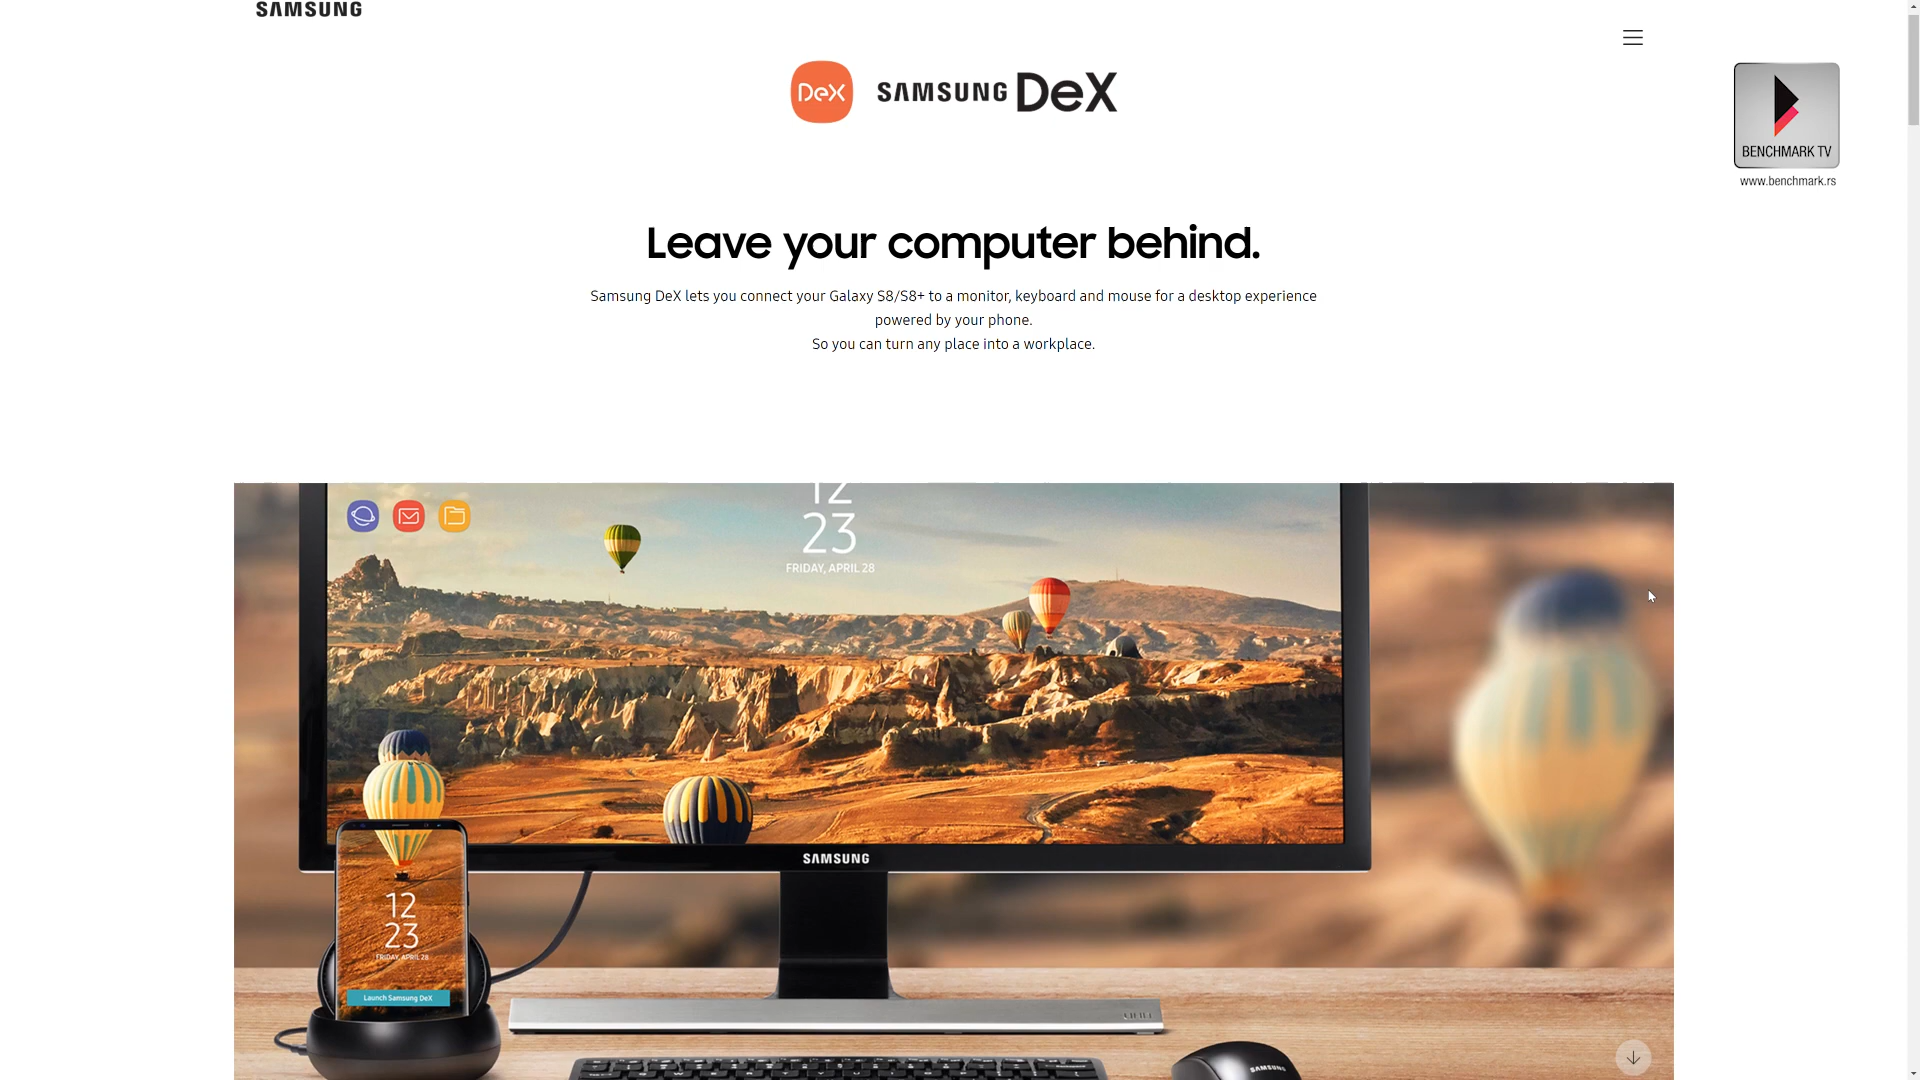 SAMSUNG
DeX SAMSUNG DeX
BENCHMARK TV
www.benchmark.rs
Leave your computer behind.
Samsung DeX lets you connect your Galaxy S8/S8+ to a monitor, keyboard and mouse for a desktop experience
powered by your phone.
So you can turn any place into a workplace.
12
23
FRIDAY, APRIL 28
SAMSUNG
12
23
FRIDAY, APRIL 28
Launch Samsung DeX
SAMSUNG